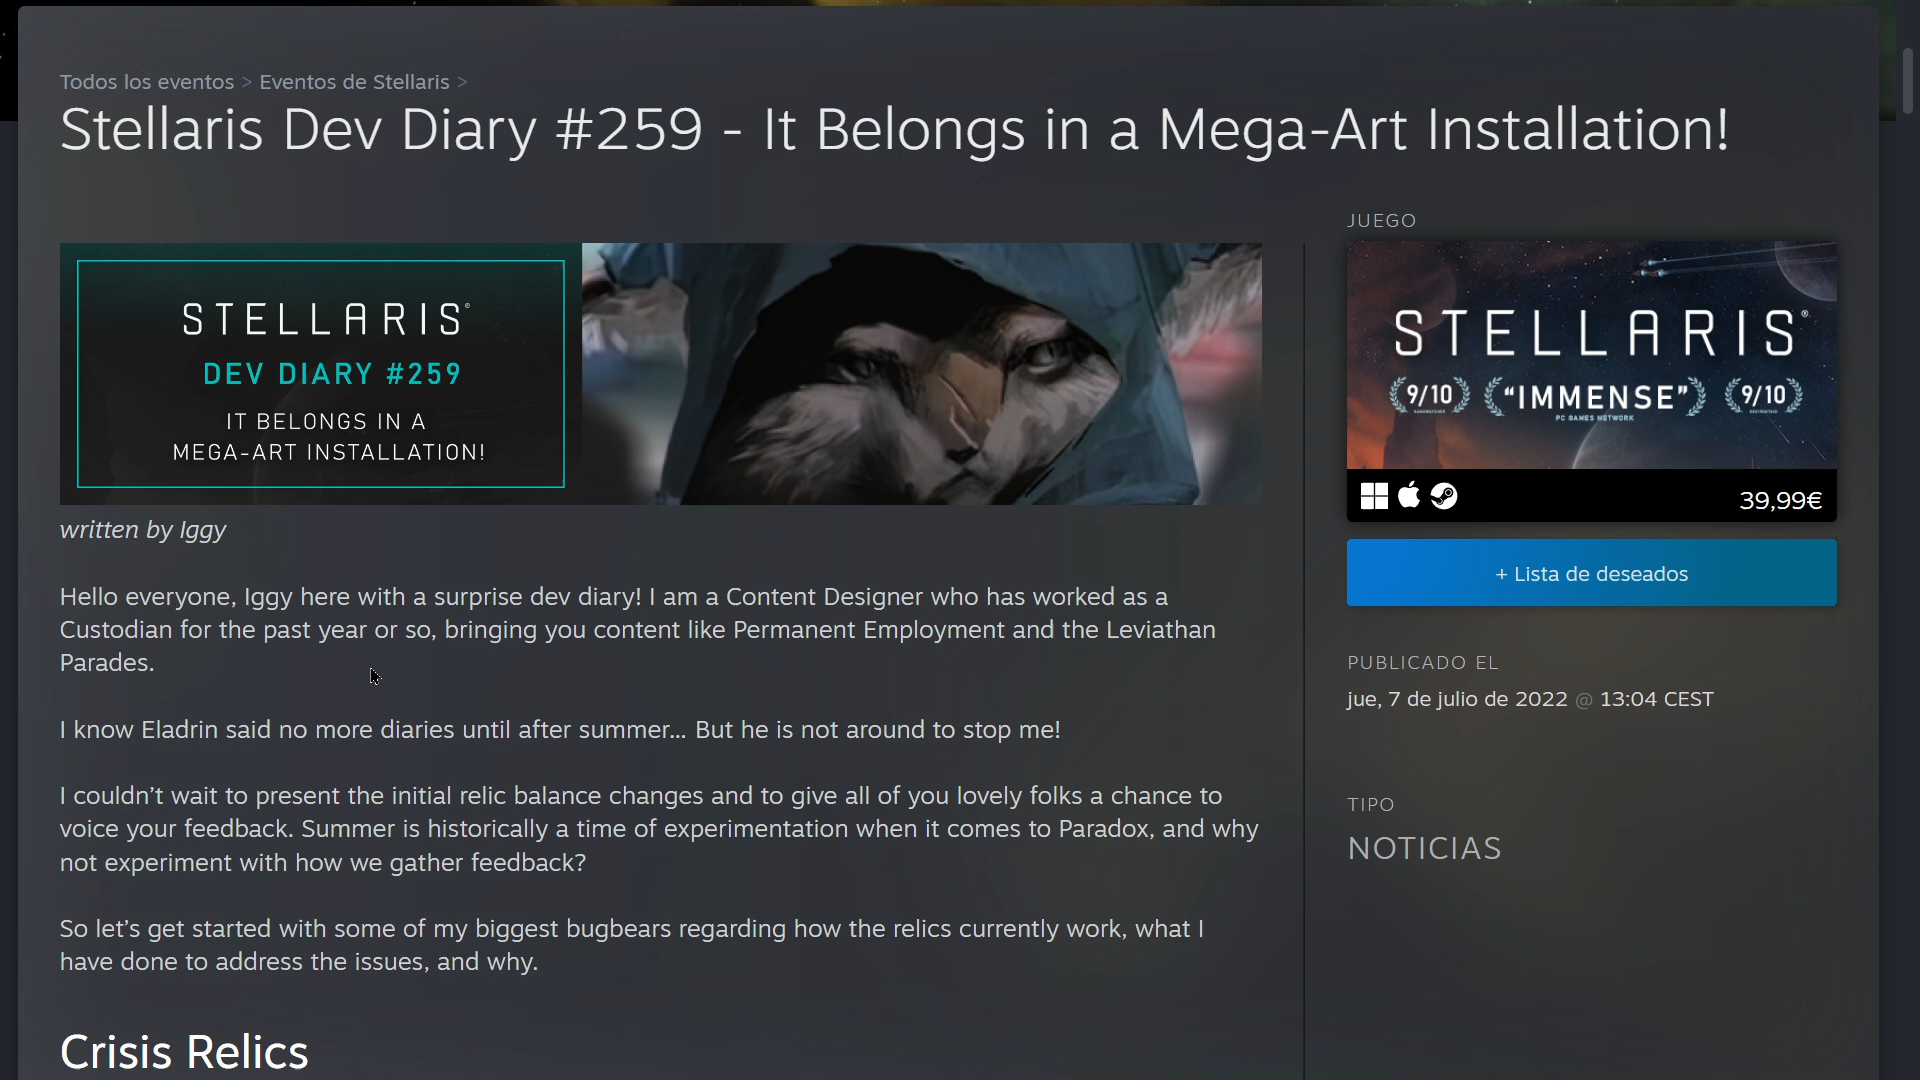 Todos los eventos > Eventos de Stellaris >
Stellaris Dev Diary #259 - It Belongs in a Mega-Art Installation!
STELLARIS®
DEV DIARY #259
IT BELONGS IN A
MEGA-ART INSTALLATION!
written by Iggy
Hello everyone, Iggy here with a surprise dev diary! I am a Content Designer who has worked as a
Custodian for the past year or so, bringing you content like Permanent Employment and the Leviathan
Parades.
I know Eladrin said no more diaries until after summer... But he is not around to stop me!
I couldn’t wait to present the initial relic balance changes and to give all of you lovely folks a chance to
voice your feedback. Summer is historically a time of experimentation when it comes to Paradox, and why
not experiment with how we gather feedback?
So let’s get started with some of my biggest bugbears regarding how the relics currently work, what I
have done to address the issues, and why.
Crisis Relics
JUEGO
STELLARIS®
9/10
“IMMENSE”
PC GAMES NETWORK
9/10
39,99€
+ Lista de deseados
PUBLICADO EL
jue, 7 de julio de 2022 @ 13:04 CEST
TIPO
NOTICIAS